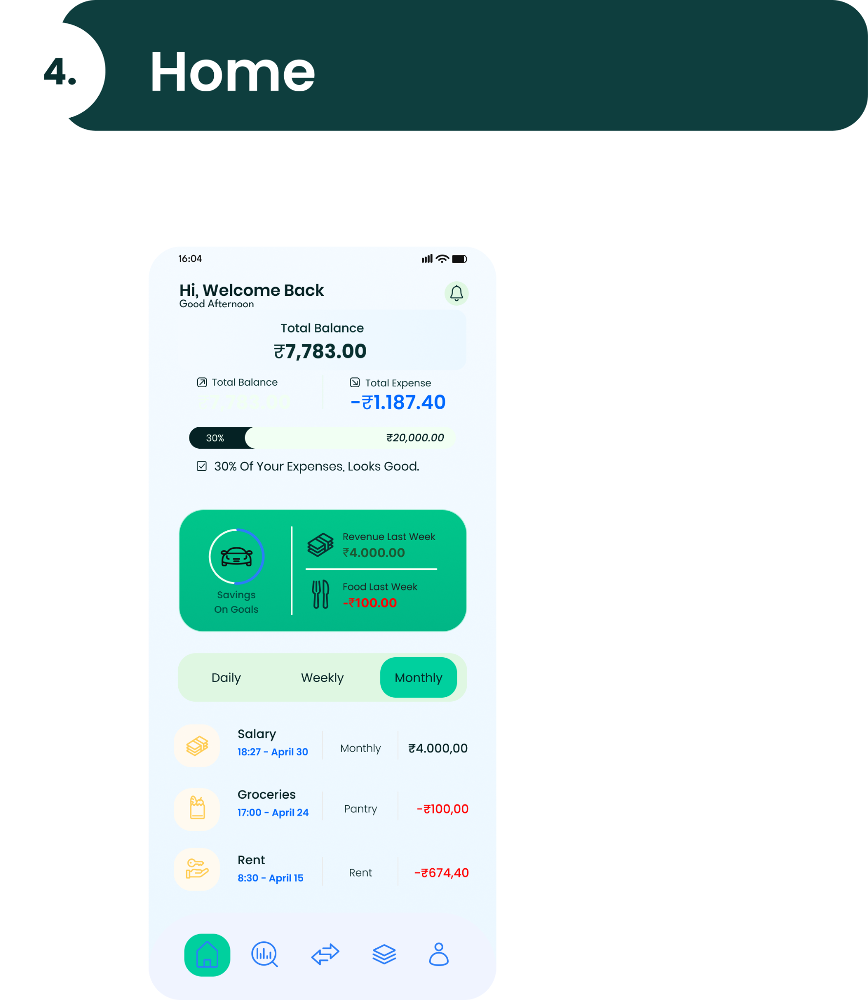 4.
Home
16:04
Hi, Welcome Back
Good Afternoon
Total Balance
₹7,783.00
Total Balance
₹7,783.00
Total Expense
-₹1.187.40
30%
₹20,000.00
30% Of Your Expenses, Looks Good.
Savings
On Goals
Revenue Last Week
₹4.000.00
Food Last Week
-₹100.00
Daily
Weekly
Monthly
Salary
18:27 - April 30
Monthly
₹4.000,00
Groceries
17:00 - April 24
Pantry
-₹100,00
Rent
8:30 - April 15
Rent
-₹674,40